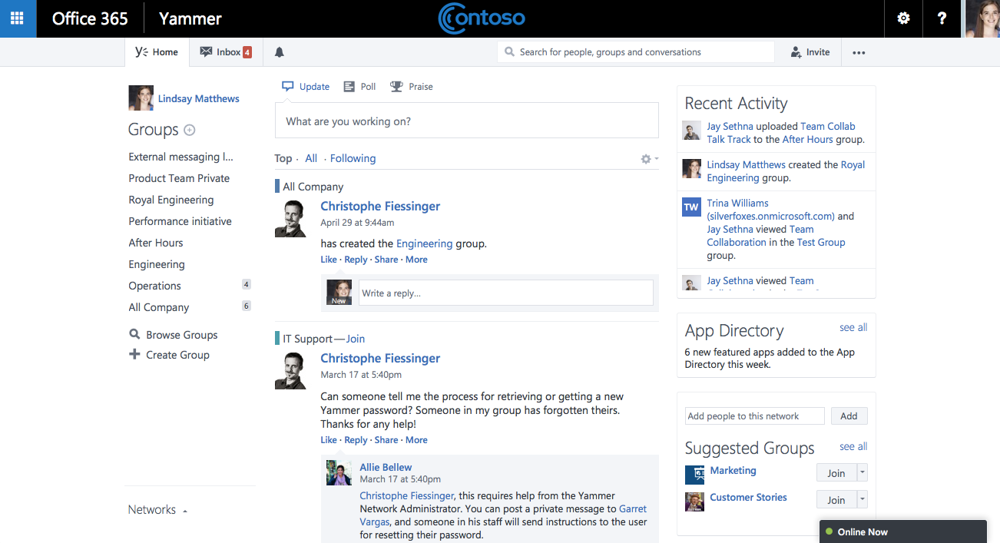 Office 365
Yammer
Contoso
?
Home
Inbox 4
Search for people, groups and conversations
Invite
Lindsay Matthews
Groups
External messaging l...
Product Team Private
Royal Engineering
Performance initiative
After Hours
Engineering
Operations 4
All Company 6
Browse Groups
Create Group
Networks
Update Poll Praise
What are you working on?
Top · All · Following
All Company
Christophe Fiessinger
April 29 at 9:44am
has created the Engineering group.
Like · Reply · Share · More
New
Write a reply...
IT Support—Join
Christophe Fiessinger
March 17 at 5:40pm
Can someone tell me the process for retrieving or getting a new
Yammer password? Someone in my group has forgotten theirs.
Thanks for any help!
Like · Reply · Share · More
Allie Bellew
March 17 at 5:40pm
Christophe Fiessinger, this requires help from the Yammer
Network Administrator. You can post a private message to Garret
Vargas, and someone in his staff will send instructions to the user
for resetting their password.
Recent Activity
Jay Sethna uploaded Team Collab
Talk Track to the After Hours group.
Lindsay Matthews created the Royal
Engineering group.
TW
Trina Williams
(silverfoxes.onmicrosoft.com) and
Jay Sethna viewed Team
Collaboration in the Test Group
group.
Jay Sethna viewed Team
App Directory
see all
6 new featured apps added to the App
Directory this week.
Add people to this network
Add
Suggested Groups
see all
Marketing
Join
Customer Stories
Join
Online Now